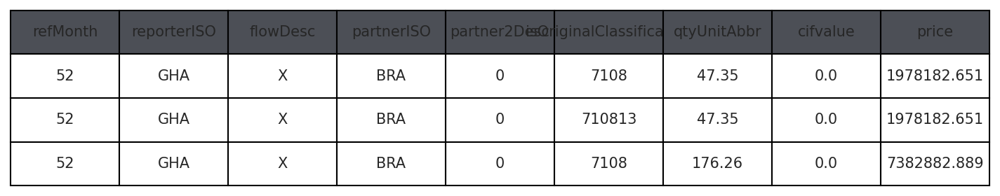 refMonth reporterISO flowDesc partnerISO partner2Desc isOriginalClassifica qtyUnitAbbr cifvalue price
52 GHA X BRA 0 7108 47.35 0.0 1978182.651
52 GHA X BRA 0 710813 47.35 0.0 1978182.651
52 GHA X BRA 0 7108 176.26 0.0 7382882.889